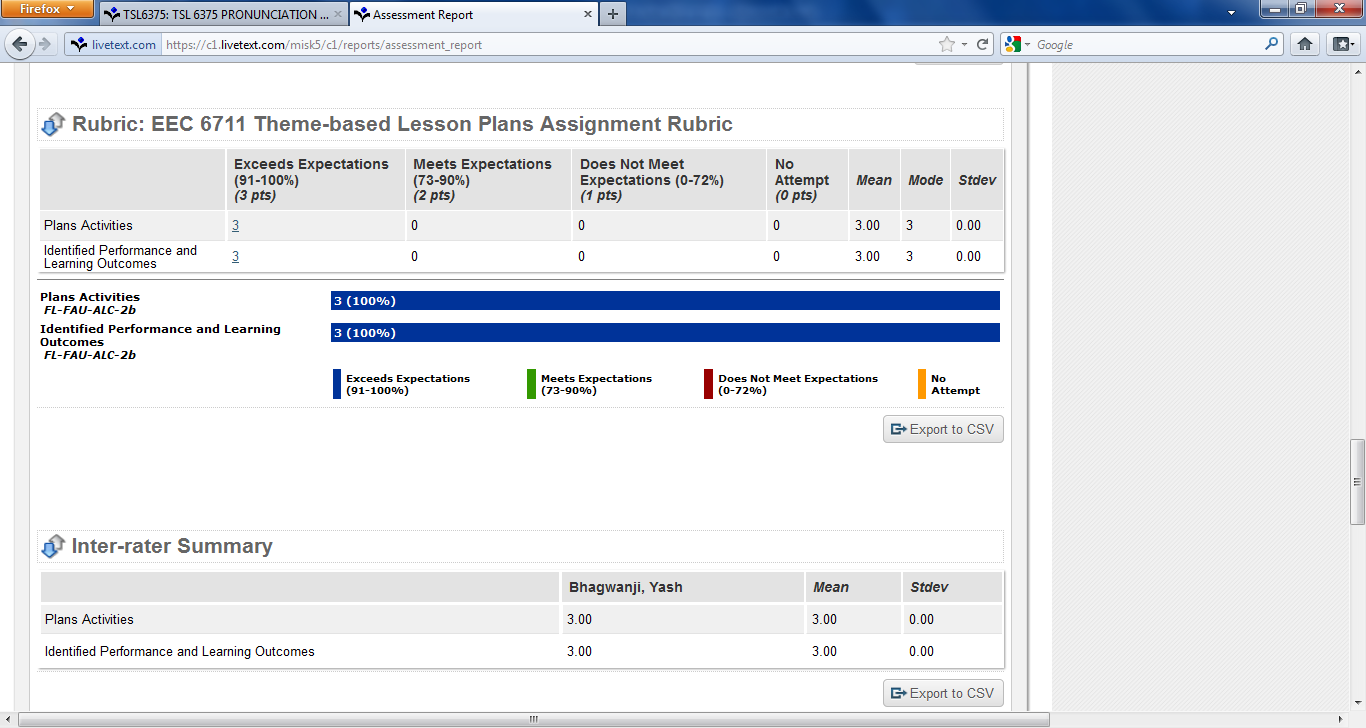 Firefox
TSL6375: TSL 6375 PRONUNCIATION ...
Assessment Report
livetext.com
https://c1.livetext.com/misk5/c1/reports/assessment_report
Google
Rubric: EEC 6711 Theme-based Lesson Plans Assignment Rubric
Exceeds Expectations (91-100%) (3 pts) Meets Expectations (73-90%) (2 pts) Does Not Meet Expectations (0-72%) (1 pts) No Attempt (0 pts) Mean Mode Stdev
Plans Activities 3 0 0 0 3.00 3 0.00
Identified Performance and Learning Outcomes 3 0 0 0 3.00 3 0.00
Plans Activities
FL-FAU-ALC-2b
3 (100%)
Identified Performance and Learning
Outcomes
FL-FAU-ALC-2b
3 (100%)
Exceeds Expectations
(91-100%)
Meets Expectations
(73-90%)
Does Not Meet Expectations
(0-72%)
No
Attempt
Export to CSV
Inter-rater Summary
Bhagwanji, Yash Mean Stdev
Plans Activities 3.00 3.00 0.00
Identified Performance and Learning Outcomes 3.00 3.00 0.00
Export to CSV